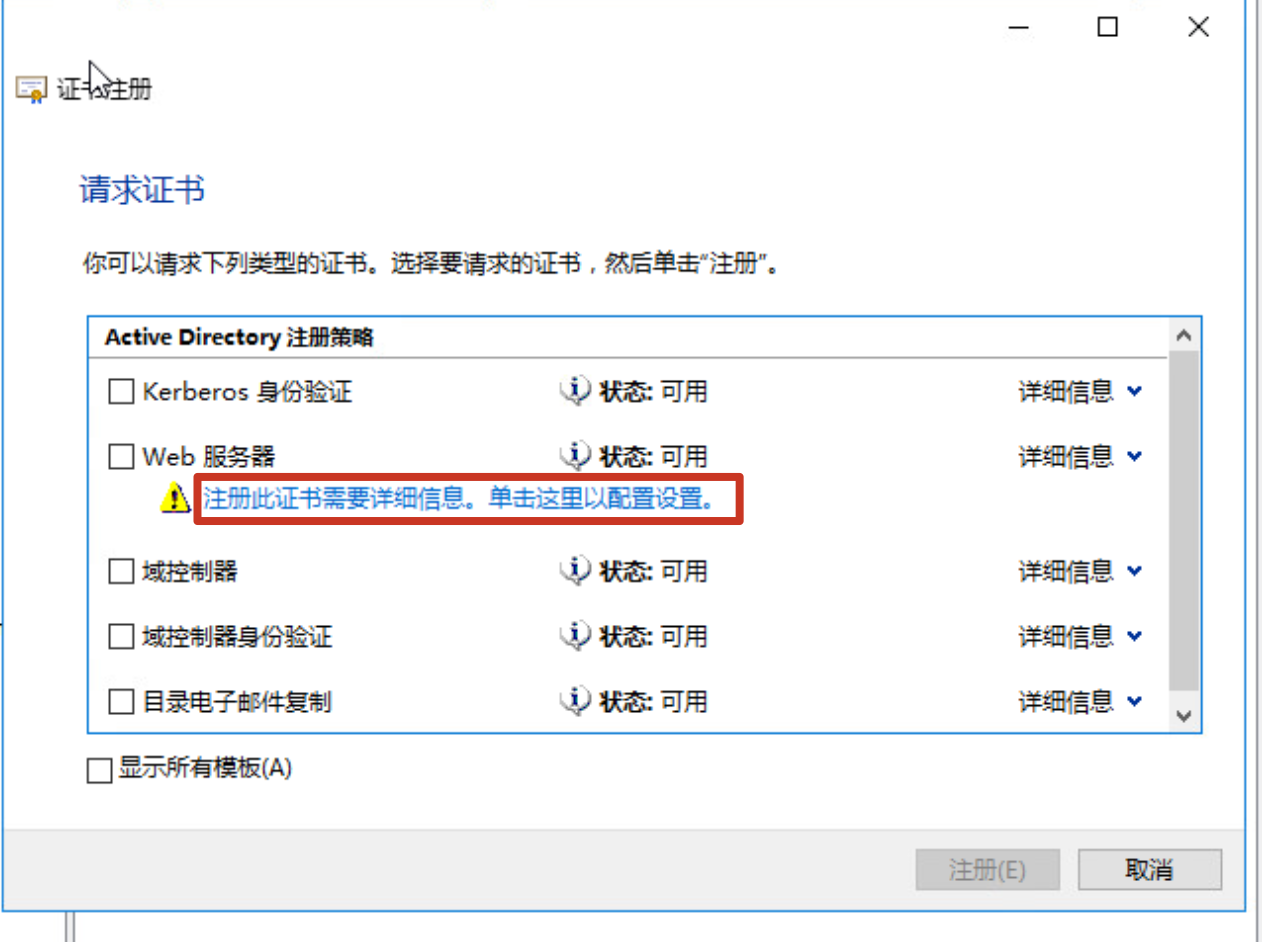 证书注册
请求证书
你可以请求下列类型的证书。选择要请求的证书，然后单击“注册”。
Active Directory 注册策略
Kerberos 身份验证 状态: 可用 详细信息
Web 服务器 状态: 可用 详细信息
注册此证书需要详细信息。单击这里以配置设置。
域控制器 状态: 可用 详细信息
域控制器身份验证 状态: 可用 详细信息
目录电子邮件复制 状态: 可用 详细信息
显示所有模板(A)
注册(E) 取消